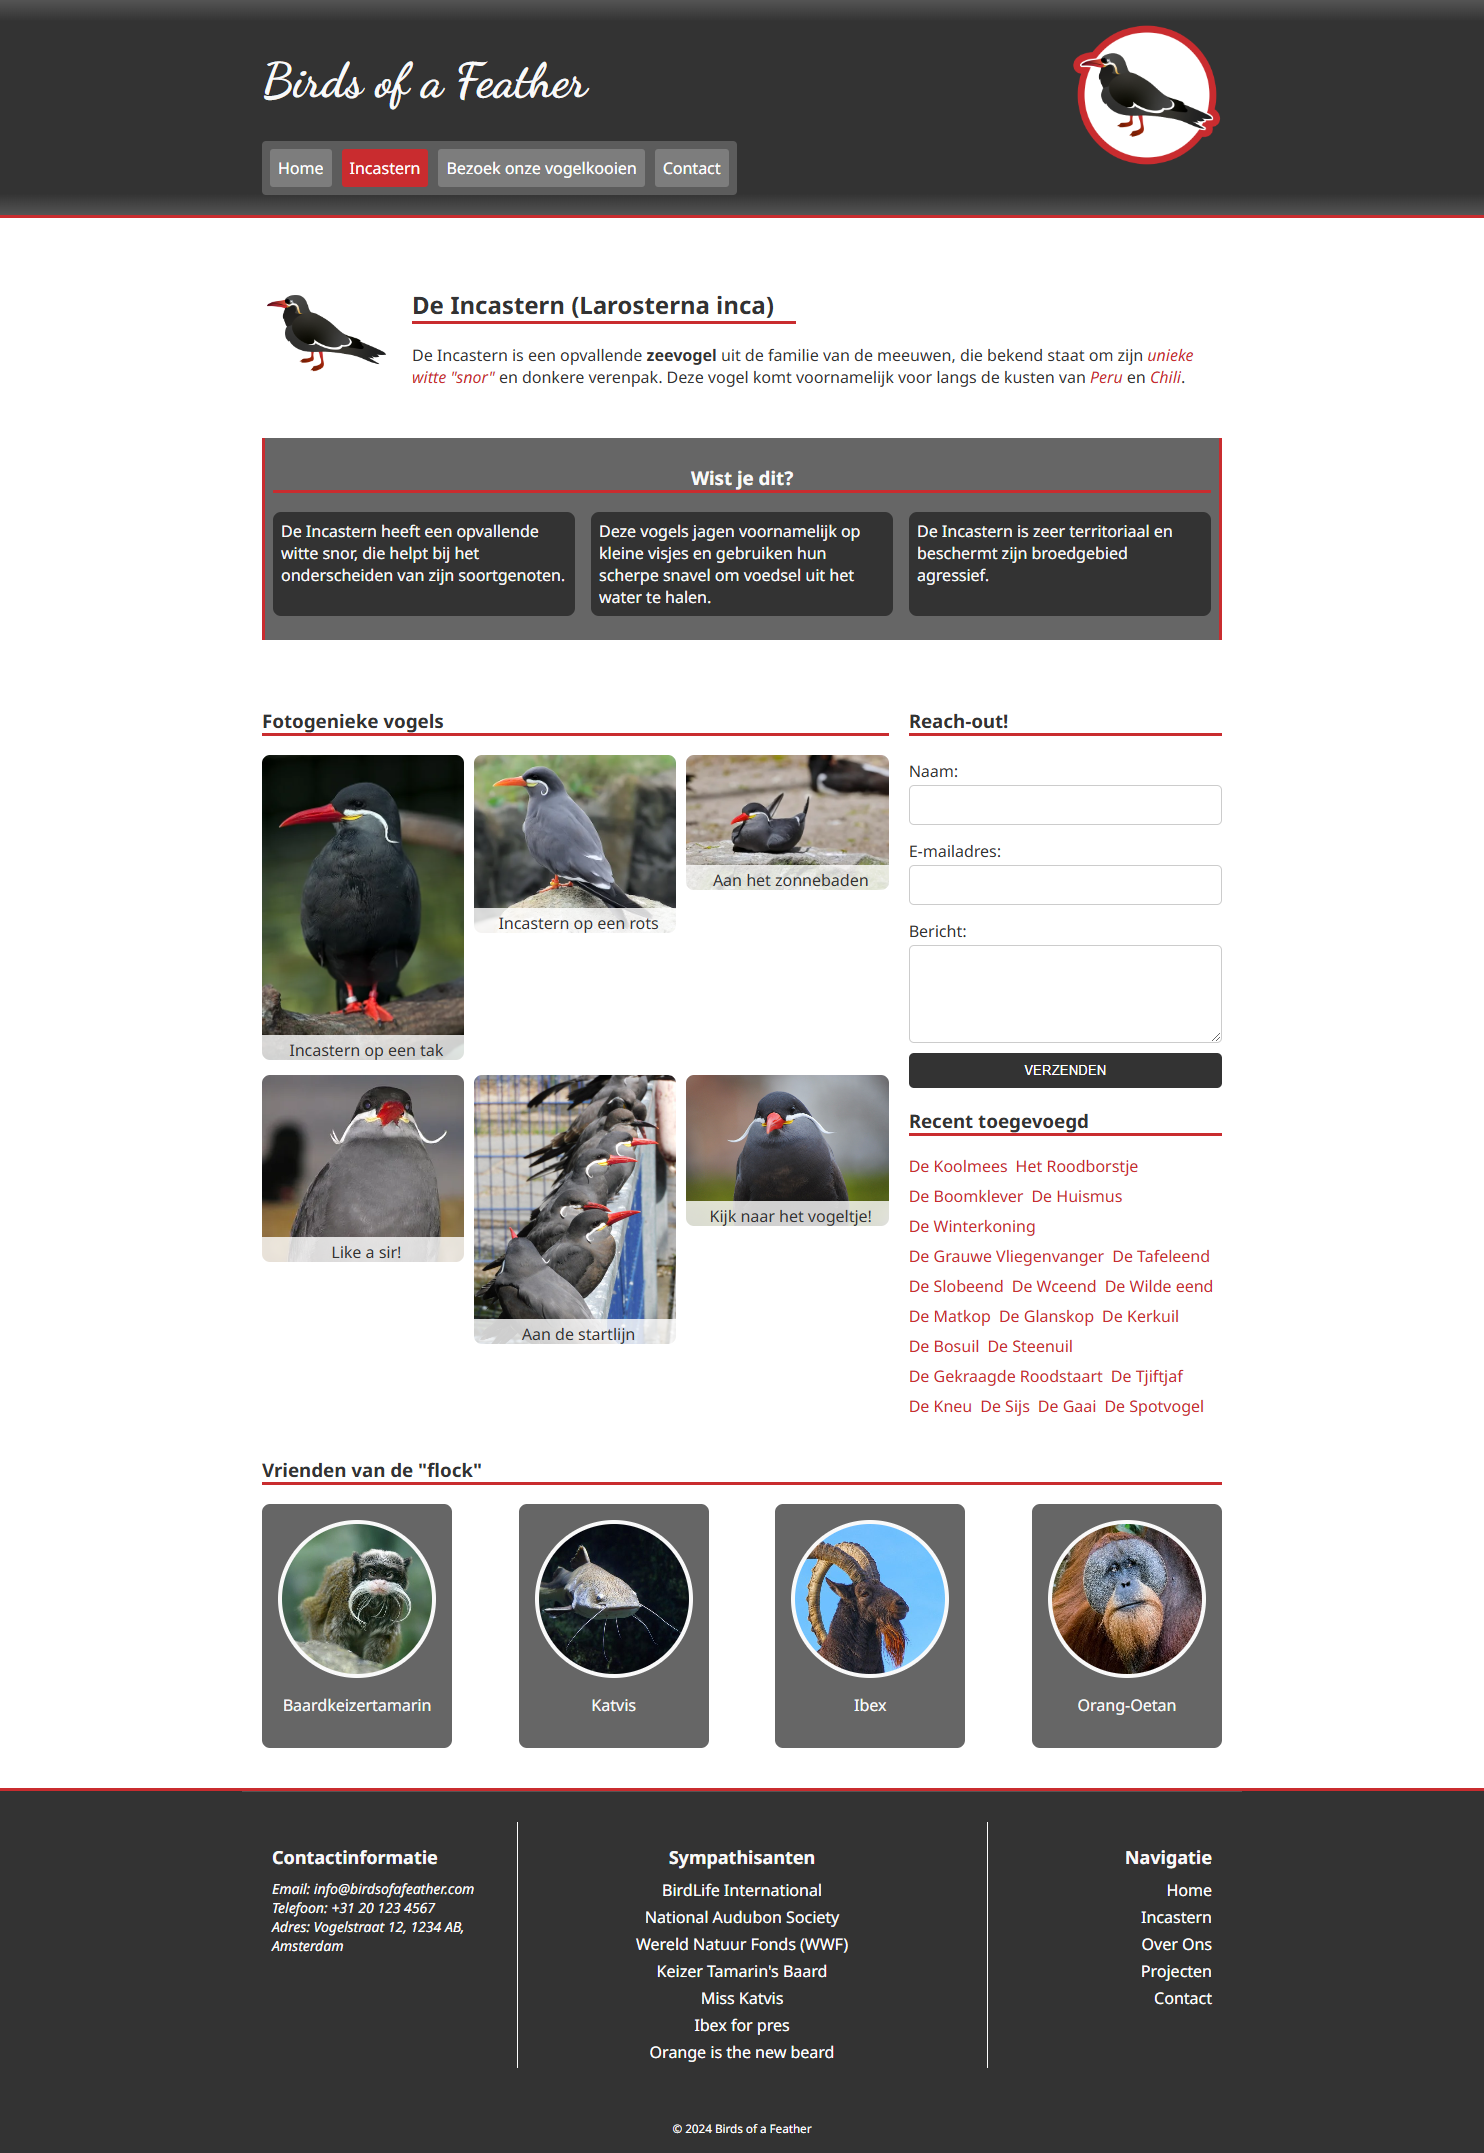 Birds of a Feather
Home Incastern Bezoek onze vogelkooien Contact
De Incastern (Larosterna inca)
De Incastern is een opvallende zeevogel uit de familie van de meeuwen, die bekend staat om zijn unieke
witte "snor" en donkere verenpak. Deze vogel komt voornamelijk voor langs de kusten van Peru en Chili.
Wist je dit?
De Incastern heeft een opvallende
witte snor, die helpt bij het
onderscheiden van zijn soortgenoten.
Deze vogels jagen voornamelijk op
kleine visjes en gebruiken hun
scherpe snavel om voedsel uit het
water te halen.
De Incastern is zeer territoriaal en
beschermt zijn broedgebied
agressief.
Fotogenieke vogels
Incastern op een tak
Incastern op een rots
Aan het zonnebaden
Like a sir!
Aan de startlijn
Kijk naar het vogeltje!
Reach-out!
Naam:
E-mailadres:
Bericht:
VERZENDEN
Recent toegevoegd
De Koolmees Het Roodborstje
De Boomklever De Huismus
De Winterkoning
De Grauwe Vliegenvanger De Tafeleend
De Slobeend De Wceend De Wilde eend
De Matkop De Glanskop De Kerkuil
De Bosuil De Steenuil
De Gekraagde Roodstaart De Tjiftjaf
De Kneu De Sijs De Gaai De Spotvogel
Vrienden van de "flock"
Baardkeizertamarin
Katvis
Ibex
Orang-Oetan
Contactinformatie
Email: info@birdsofafeather.com
Telefoon: +31 20 123 4567
Adres: Vogelstraat 12, 1234 AB,
Amsterdam
Sympathisanten
BirdLife International
National Audubon Society
Wereld Natuur Fonds (WWF)
Keizer Tamarin's Baard
Miss Katvis
Ibex for pres
Orange is the new beard
Navigatie
Home
Incastern
Over Ons
Projecten
Contact
© 2024 Birds of a Feather